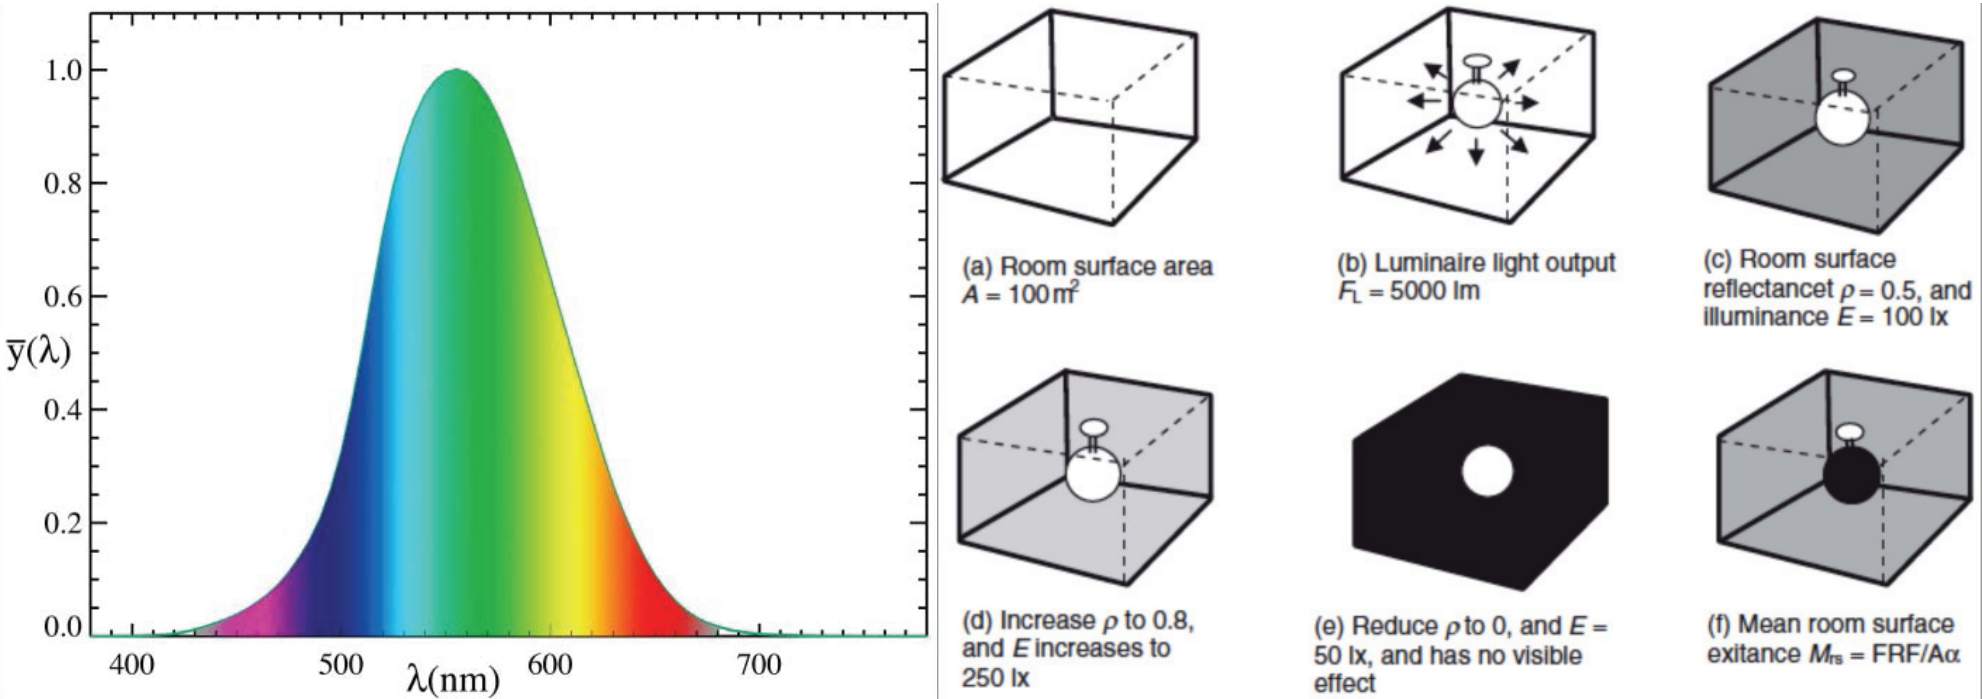 1.0
0.8
0.6
0.4
0.2
0.0
y̅(λ)
400
500
600
700
λ(nm)
(a) Room surface area
A = 100 m²
(b) Luminaire light output
F_L = 5000 lm
(c) Room surface
reflectancet ρ = 0.5, and
illuminance E = 100 lx
(d) Increase ρ to 0.8,
and E increases to
250 lx
(e) Reduce ρ to 0, and E =
50 lx, and has no visible
effect
(f) Mean room surface
exitance M_rs = FRF/Aα